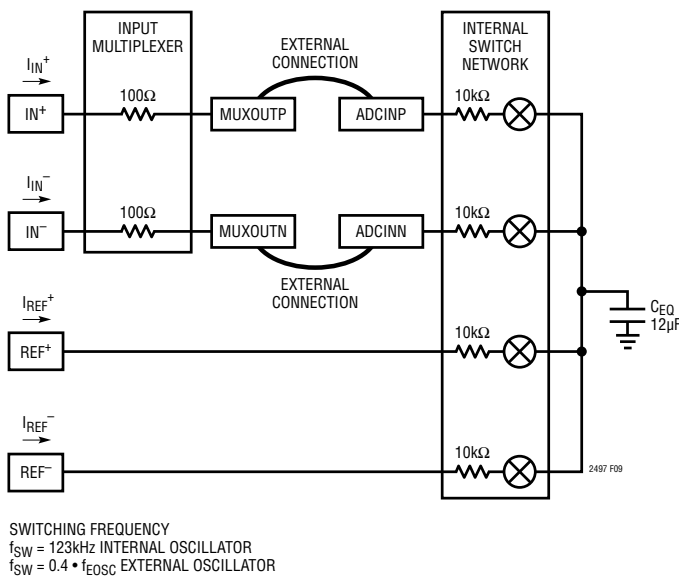 INPUT
MULTIPLEXER
EXTERNAL
CONNECTION
INTERNAL
SWITCH
NETWORK
IIN+
100Ω
10kΩ
IN+
MUXOUTP
ADCINP
IIN–
100Ω
10kΩ
IN–
MUXOUTN
ADCINN
EXTERNAL
CONNECTION
IREF+
10kΩ
REF+
CEQ
12µF
IREF–
10kΩ
REF–
2497 F09
SWITCHING FREQUENCY
fSW = 123kHz INTERNAL OSCILLATOR
fSW = 0.4 • fEOSC EXTERNAL OSCILLATOR